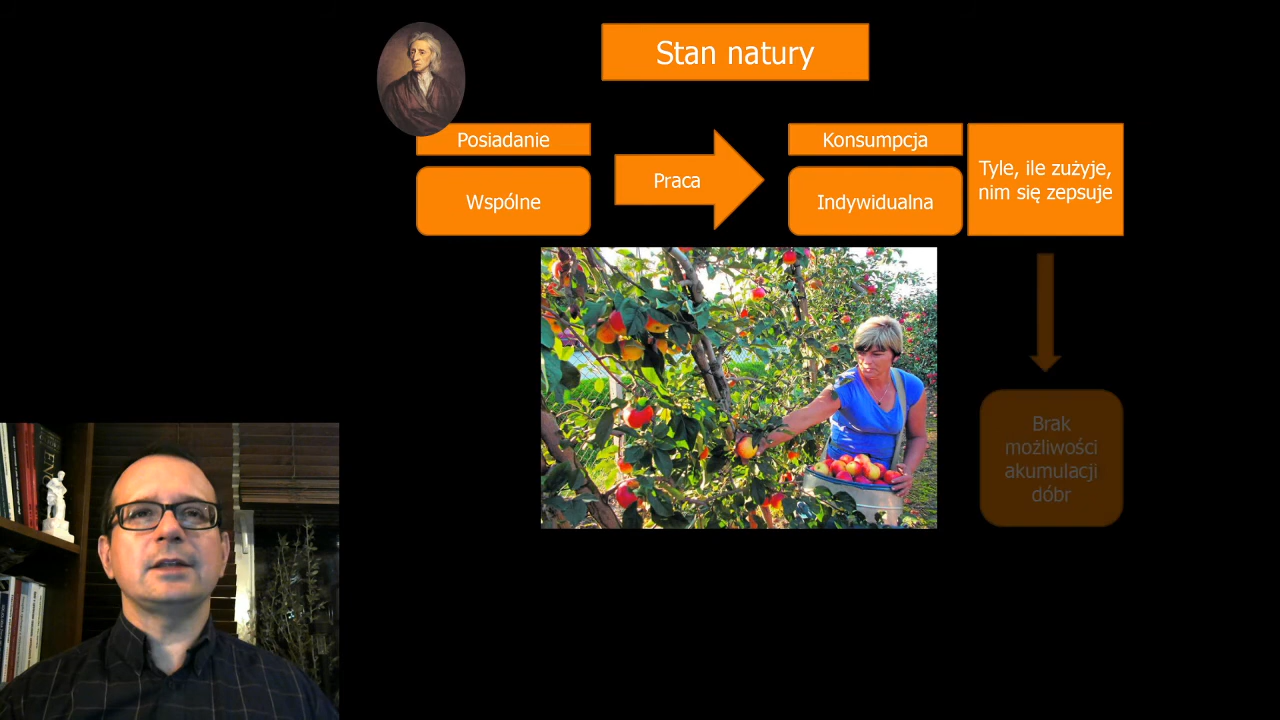 Stan natury
Posiadanie
Wspólne
Praca
Konsumpcja
Indywidualna
Tyle, ile zużyje,
nim się zepsuje
Brak
możliwości
akumulacji
dóbr